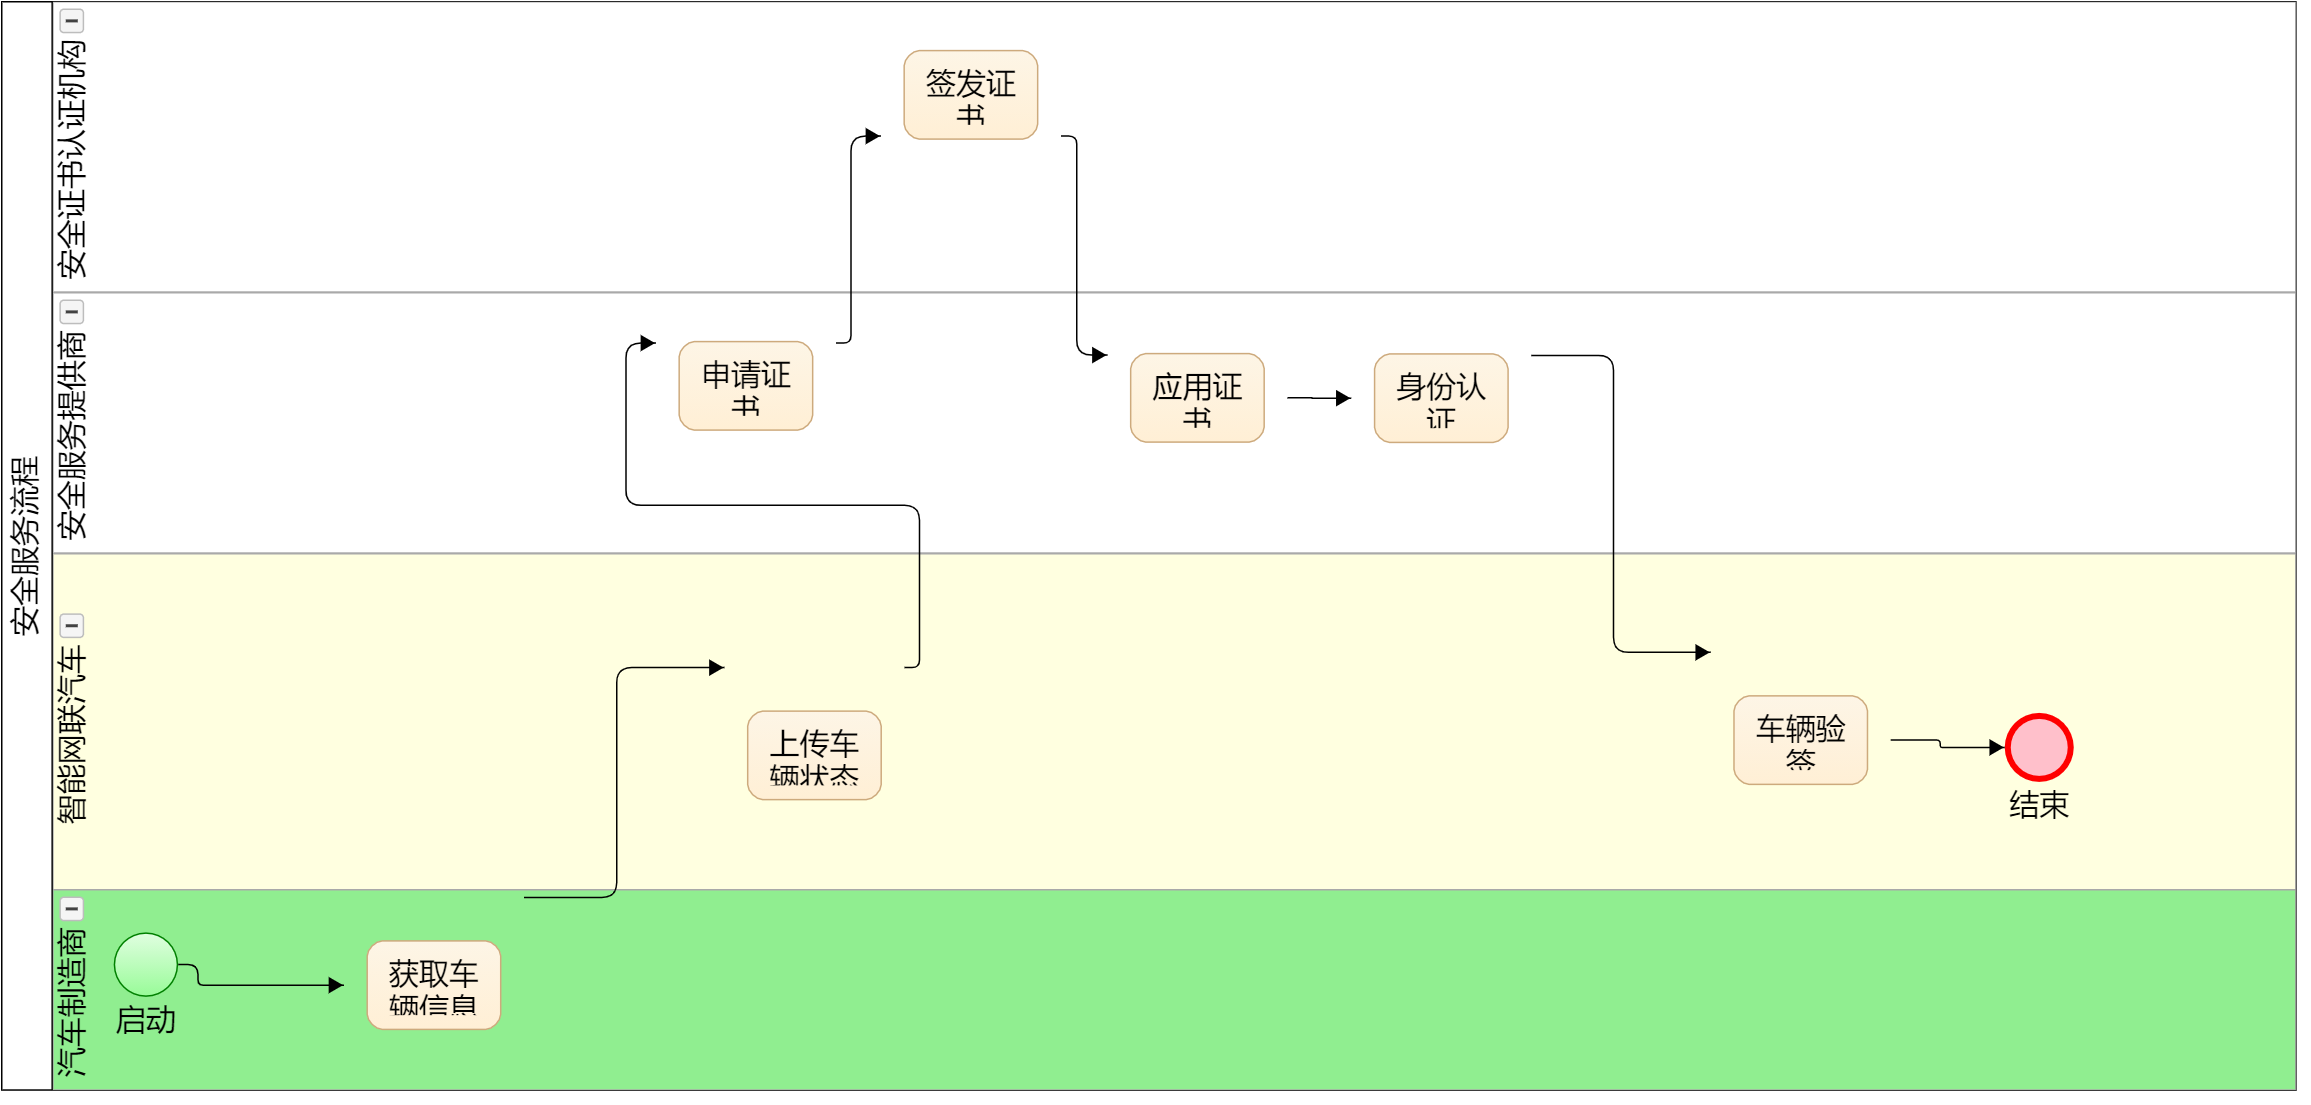 安全服务流程
安全证书认证机构
签发证
书
安全服务提供商
申请证
书
应用证
书
身份认
证
智能网联汽车
上传车
辆状态
车辆验
签
结束
汽车制造商
启动
获取车
辆信息